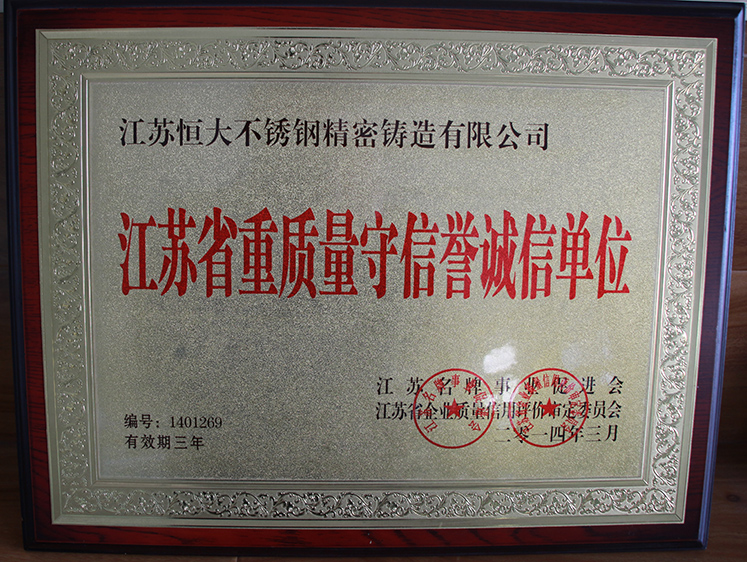 江苏恒大不锈钢精密铸造有限公司
江苏省重质量守信誉诚信单位
江苏名牌事业促进会
江苏省企业质量信用评价审定委员会
二零一四年三月
编号：1401269
有效期三年